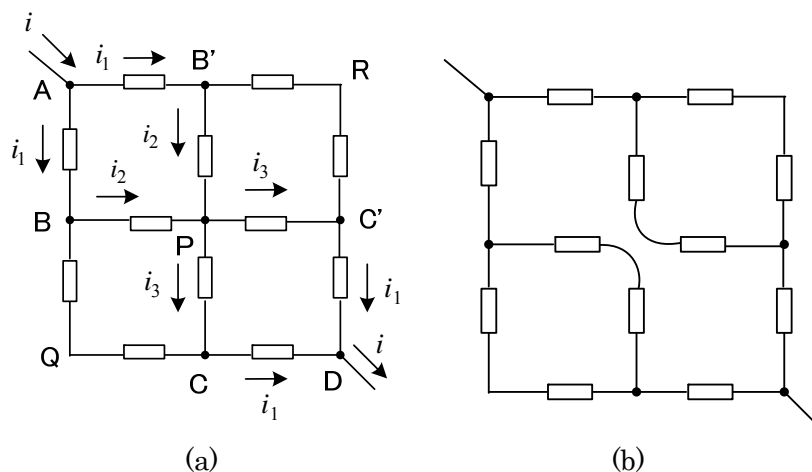 i
i₁ B' R
A
i₁ i₂ i₃
i₂
B P C'
i₃ i₁
Q C D i
i₁
(a) (b)